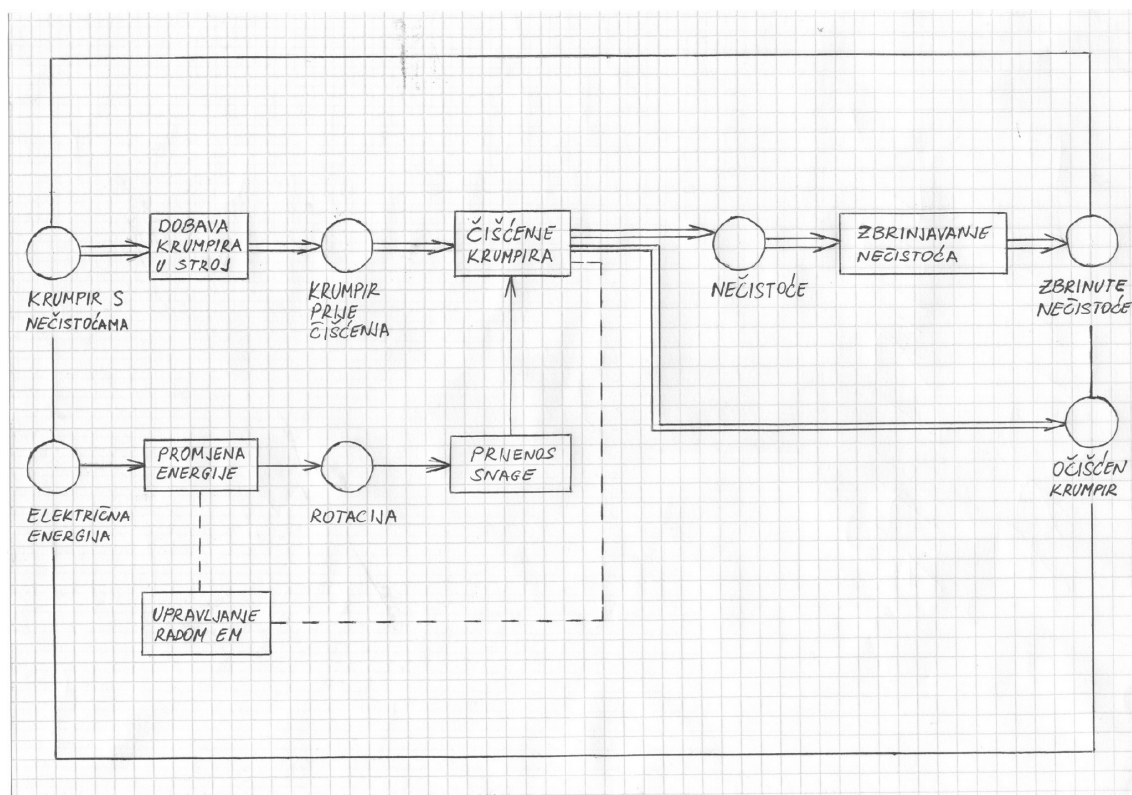 DOBAVA
KRUMPIRA
U STROJ
ČIŠĆENJE
KRUMPIRA
ZBRINJAVANJE
NEČISTOĆA
KRUMPIR S
NEČISTOĆAMA
KRUMPIR
PRIJE
ČIŠĆENJA
NEČISTOĆE
ZBRINUTE
NEČISTOĆE
PROMJENA
ENERGIJE
PRIJENOS
SNAGE
OČIŠĆEN
KRUMPIR
ELEKTRIČNA
ENERGIJA
ROTACIJA
UPRAVLJANJE
RADOM EM